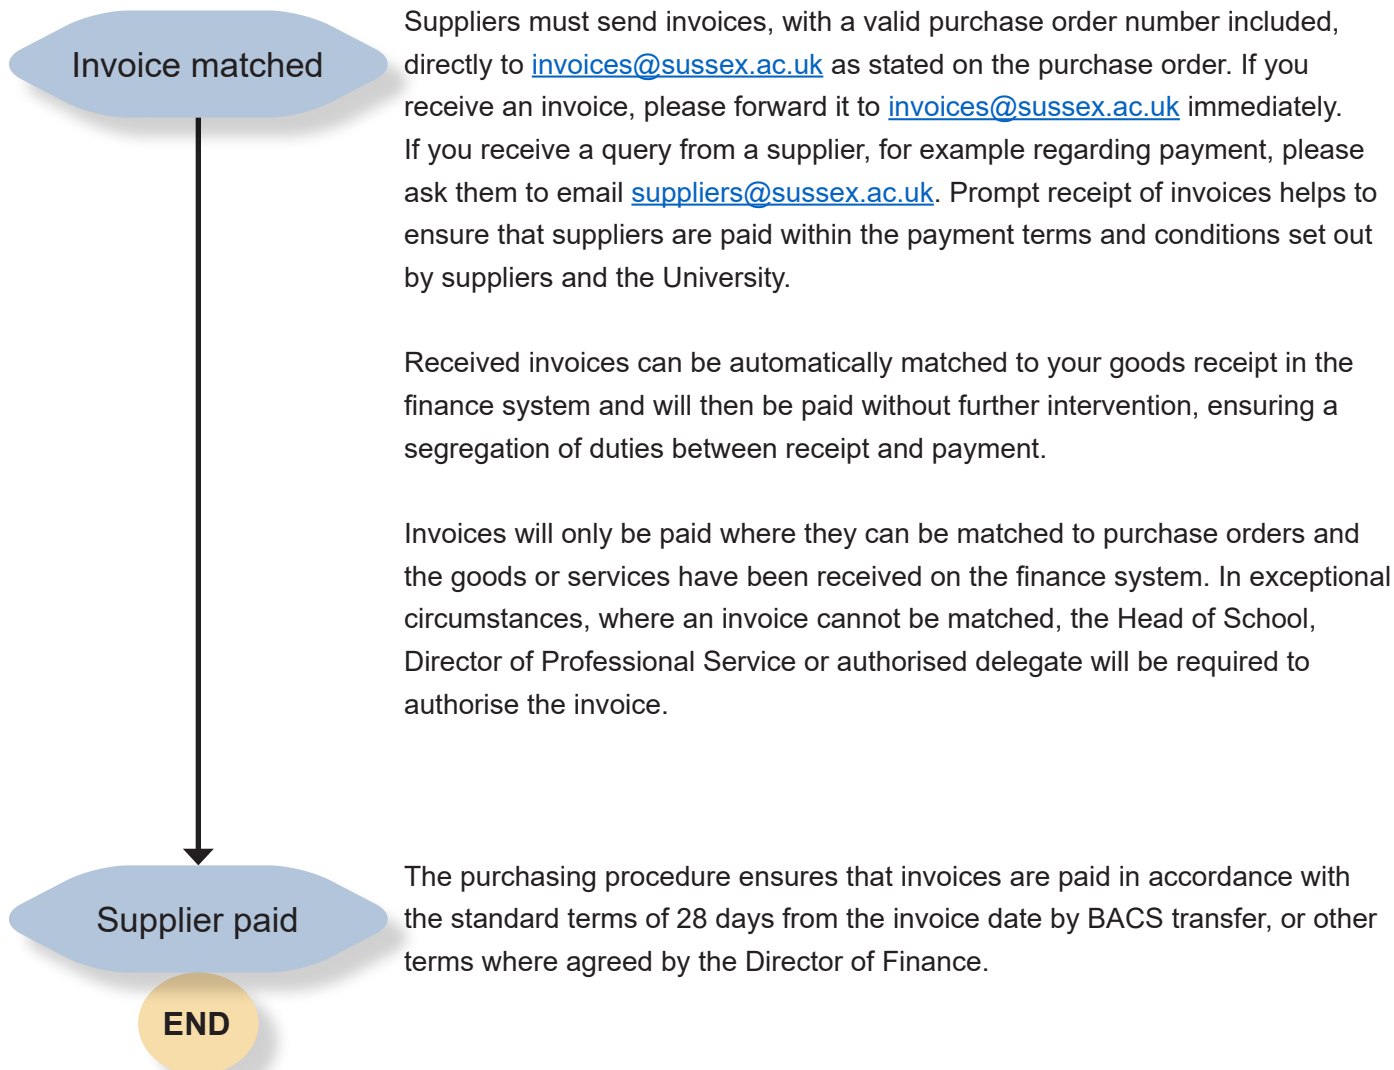 Invoice matched
Suppliers must send invoices, with a valid purchase order number included,
directly to invoices@sussex.ac.uk as stated on the purchase order. If you
receive an invoice, please forward it to invoices@sussex.ac.uk immediately.
If you receive a query from a supplier, for example regarding payment, please
ask them to email suppliers@sussex.ac.uk. Prompt receipt of invoices helps to
ensure that suppliers are paid within the payment terms and conditions set out
by suppliers and the University.
Received invoices can be automatically matched to your goods receipt in the
finance system and will then be paid without further intervention, ensuring a
segregation of duties between receipt and payment.
Invoices will only be paid where they can be matched to purchase orders and
the goods or services have been received on the finance system. In exceptional
circumstances, where an invoice cannot be matched, the Head of School,
Director of Professional Service or authorised delegate will be required to
authorise the invoice.
Supplier paid
The purchasing procedure ensures that invoices are paid in accordance with
the standard terms of 28 days from the invoice date by BACS transfer, or other
terms where agreed by the Director of Finance.
END